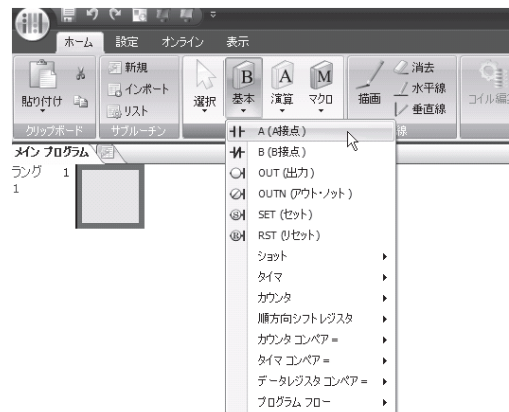 ホーム 設定 オンライン 表示
貼り付け
新規
インポート
リスト
選択
B 基本
A 演算
M マクロ
描画
消去
水平線
垂直線
クリップボード サブルーチン 線
メイン プログラム
ラング 1
1
A (A接点)
B (B接点)
OUT (出力)
OUTN (アウト・ノット)
SET (セット)
RST (リセット)
ショット
タイマ
カウンタ
順方向シフトレジスタ
カウンタ コンペア =
タイマ コンペア =
データレジスタ コンペア =
プログラム フロー